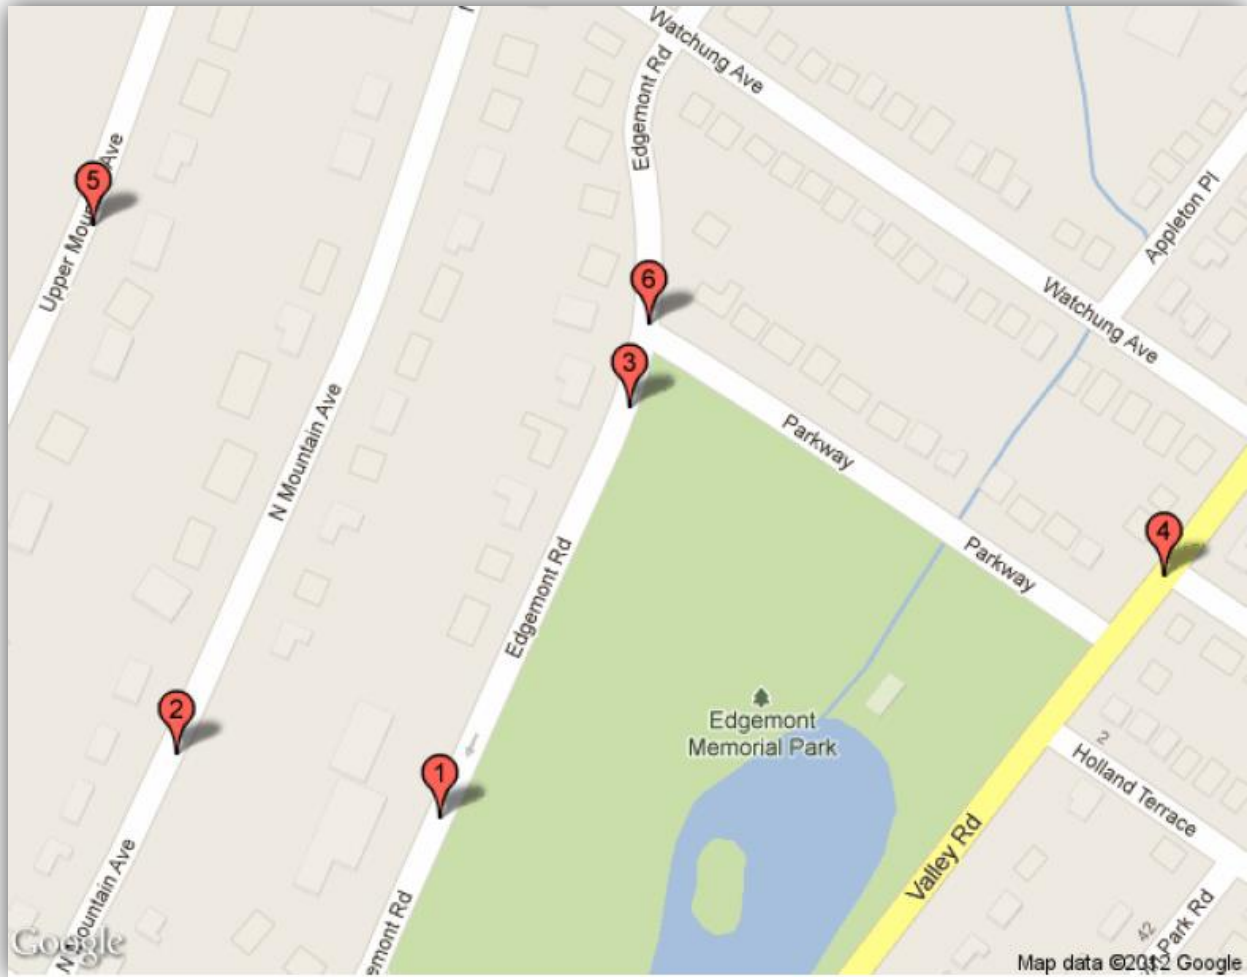 Watchung Ave
Edgemont Rd
5
Ave
Upper Moun
Appleton Pl
6
Watchung Ave
3
N Mountain Ave
Parkway
4
Parkway
Edgemont Rd
2
Edgemont
Memorial Park
2
Holland Terrace
1
Valley Rd
N Mountain Ave
emont Rd
42
Park Rd
Google
Map data ©2012 Google